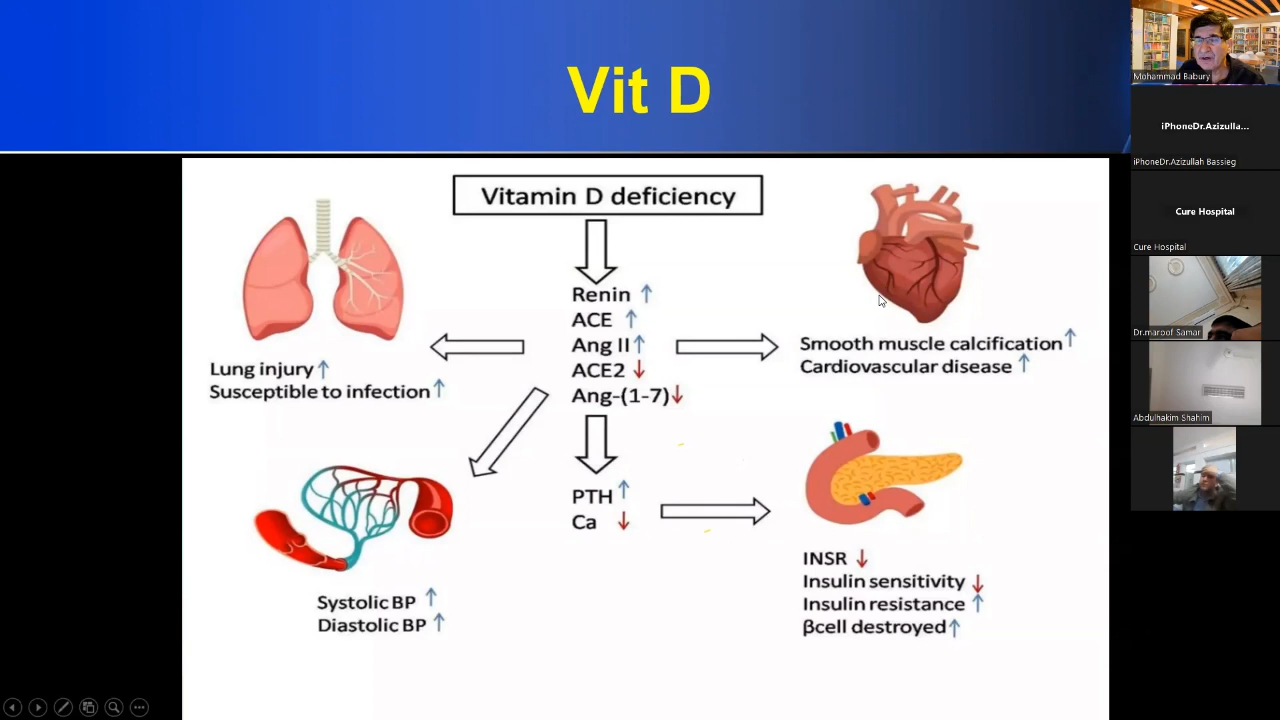 Vit D
Vitamin D deficiency
Renin ↑
ACE ↑
Ang II ↑
ACE2 ↓
Ang-(1-7) ↓
Lung injury ↑
Susceptible to infection ↑
Smooth muscle calcification ↑
Cardiovascular disease ↑
PTH ↑
Ca ↓
Systolic BP ↑
Diastolic BP ↑
INSR ↓
Insulin sensitivity ↓
Insulin resistance ↑
βcell destroyed ↑
Mohammad Babury
iPhoneDr.Azizulla...
iPhoneDr.Azizullah Bassieg
Cure Hospital
Cure Hospital
Dr.maroof Samar
Abdulhakim Shahim